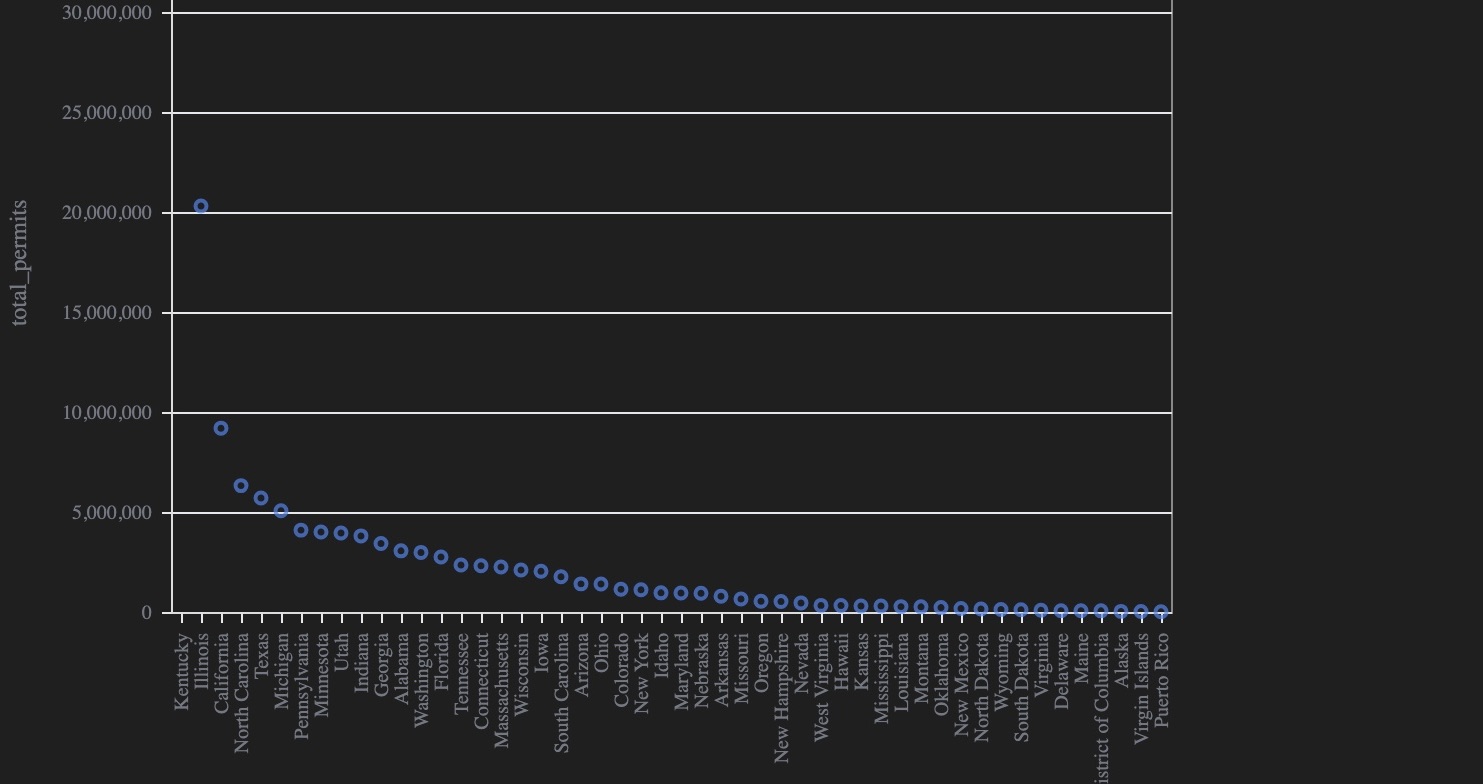 30,000,000
25,000,000
20,000,000
15,000,000
10,000,000
5,000,000
0
total_permits
Kentucky
Illinois
California
North Carolina
Texas
Michigan
Pennsylvania
Minnesota
Utah
Indiana
Georgia
Alabama
Washington
Florida
Tennessee
Connecticut
Massachusetts
Wisconsin
Iowa
South Carolina
Arizona
Ohio
Colorado
New York
Idaho
Maryland
Nebraska
Arkansas
Missouri
Oregon
New Hampshire
Nevada
West Virginia
Hawaii
Kansas
Mississippi
Louisiana
Montana
Oklahoma
New Mexico
North Dakota
Wyoming
South Dakota
Virginia
Delaware
Maine
istrict of Columbia
Alaska
Virgin Islands
Puerto Rico